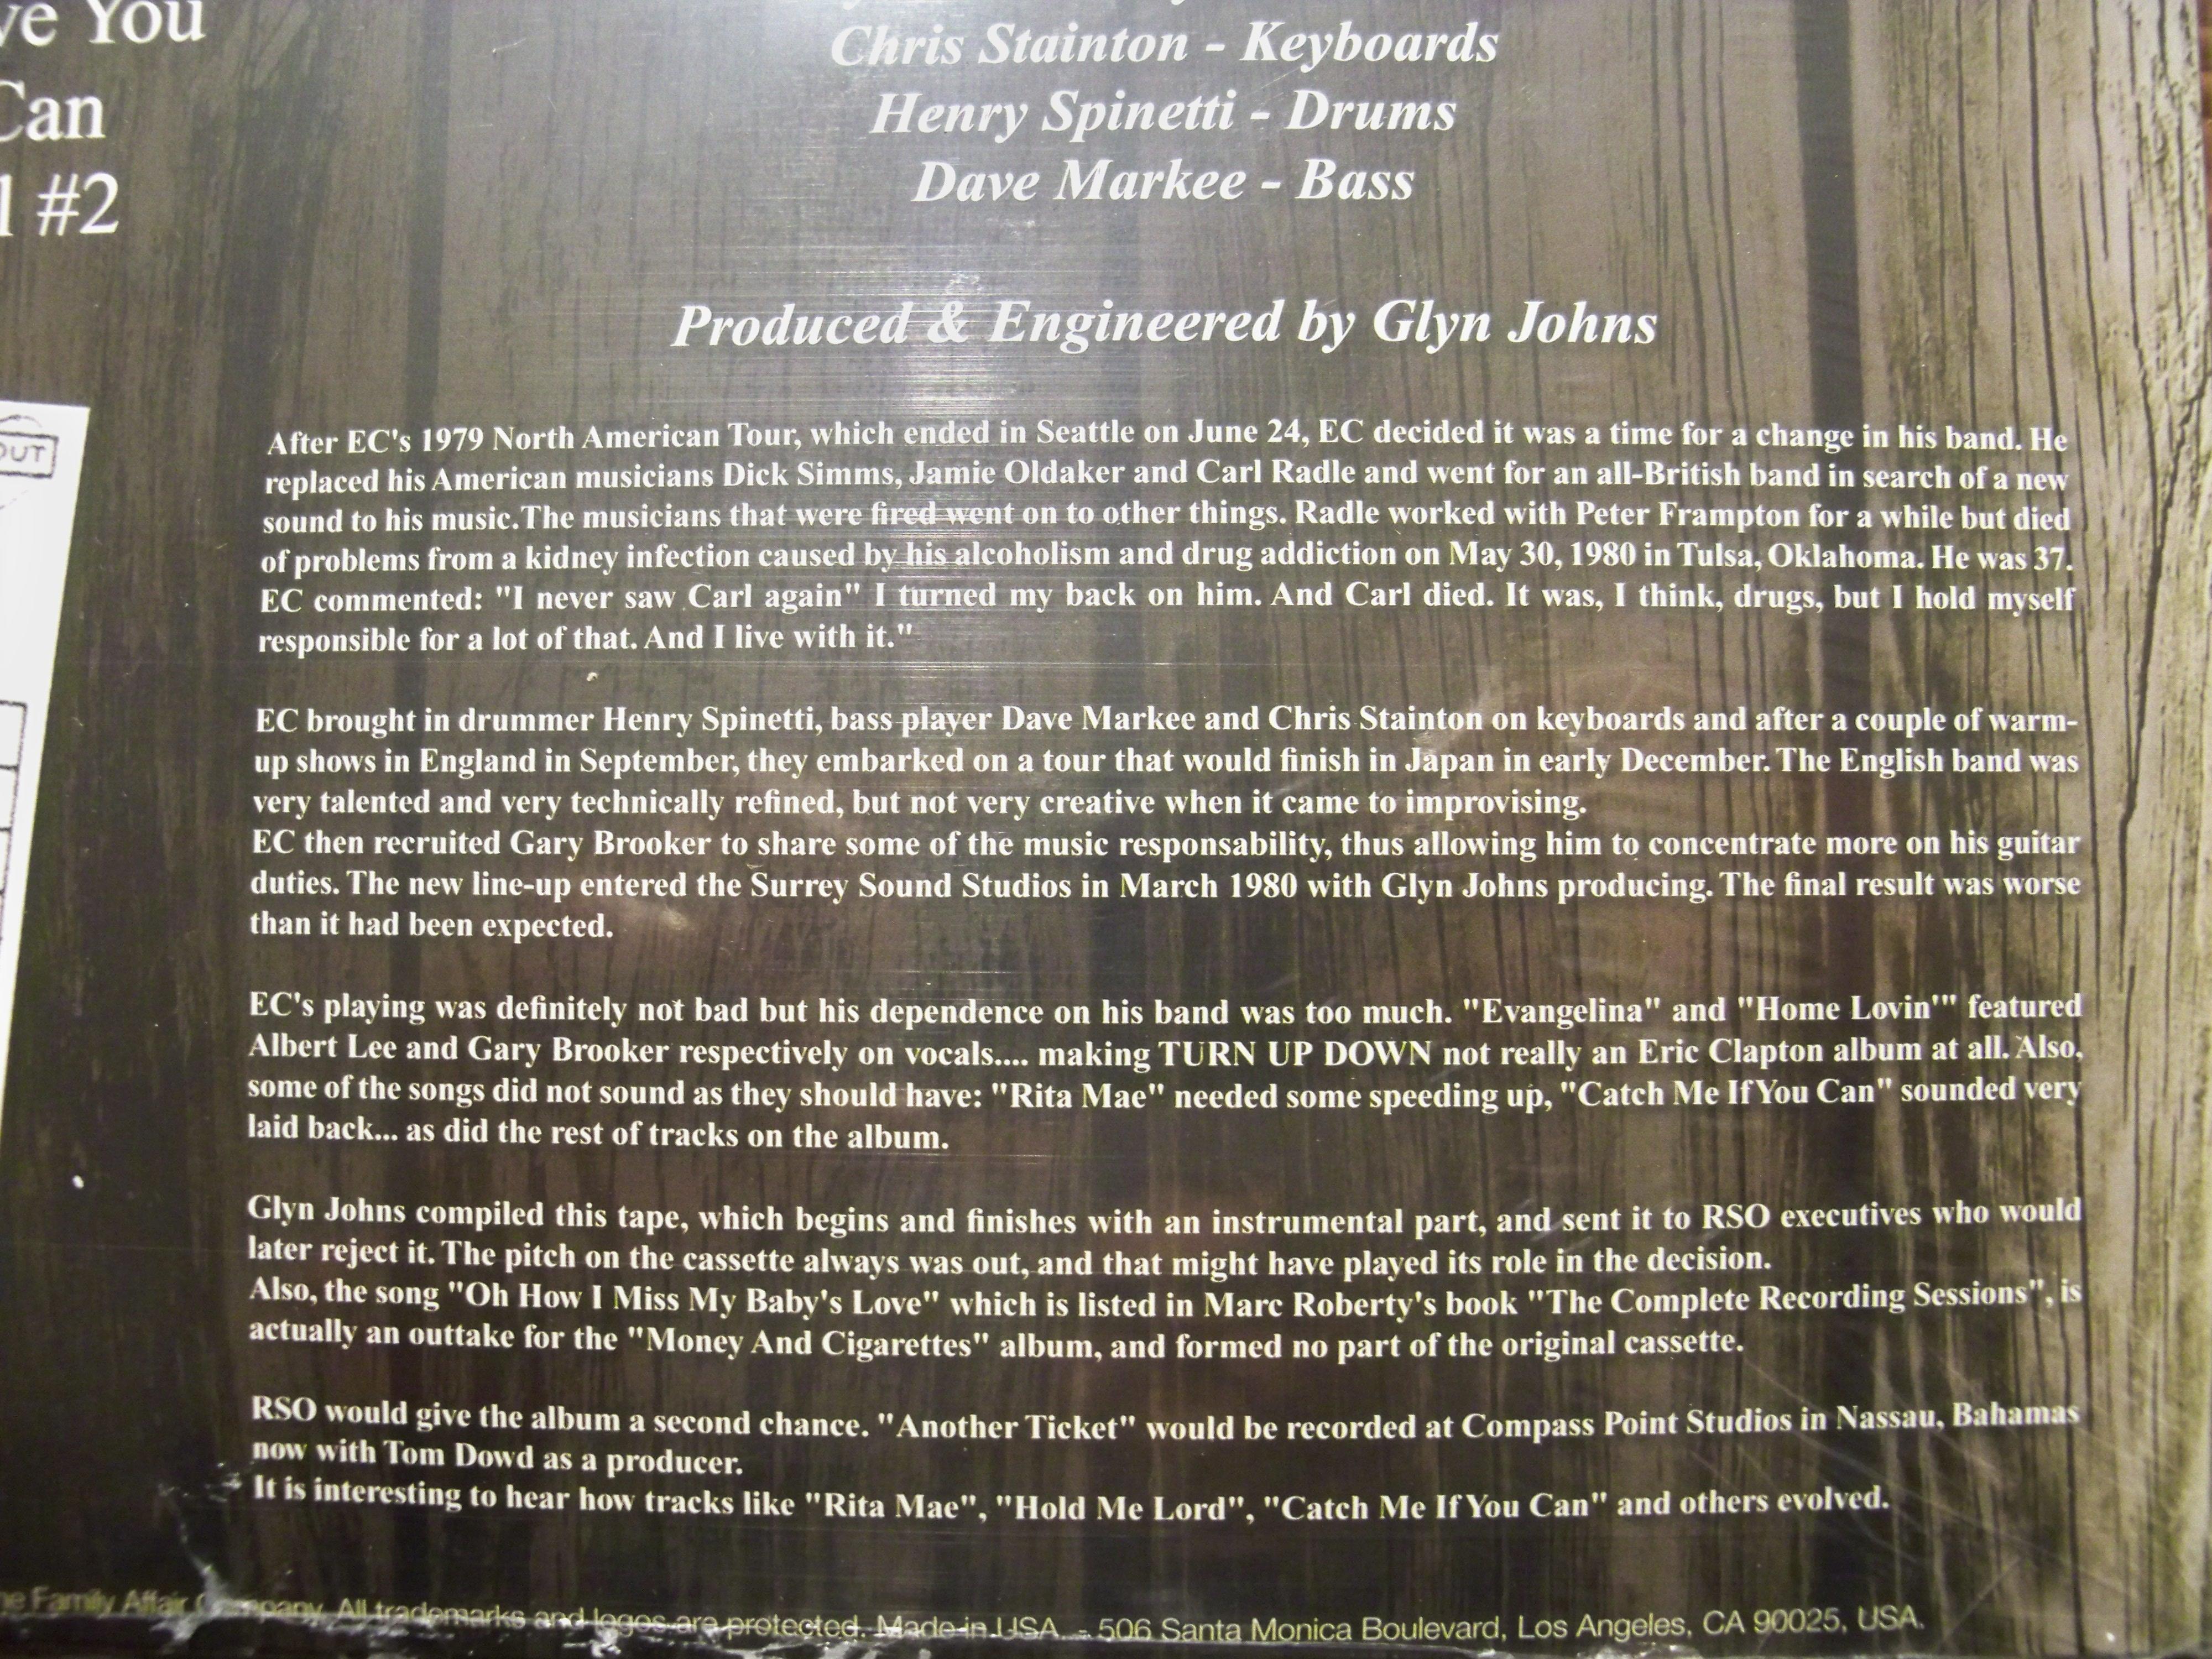 ve You
Can
#2
Chris Stainton - Keyboards
Henry Spinetti - Drums
Dave Markee - Bass
Produced & Engineered by Glyn Johns
OUT
After EC's 1979 North American Tour, which ended in Seattle on June 24, EC decided it was a time for a change in his band. He
replaced his American musicians Dick Simms, Jamie Oldaker and Carl Radle and went for an all-British band in search of a new
sound to his music.The musicians that were fired went on to other things. Radle worked with Peter Frampton for a while but died
of problems from a kidney infection caused by his alcoholism and drug addiction on May 30, 1980 in Tulsa, Oklahoma. He was 37.
EC commented: "I never saw Carl again" I turned my back on him. And Carl died. It was, I think, drugs, but I hold myself
responsible for a lot of that. And I live with it."
EC brought in drummer Henry Spinetti, bass player Dave Markee and Chris Stainton on keyboards and after a couple of warm-
up shows in England in September, they embarked on a tour that would finish in Japan in early December. The English band was
very talented and very technically refined, but not very creative when it came to improvising.
EC then recruited Gary Brooker to share some of the music responsability, thus allowing him to concentrate more on his guitar
duties. The new line-up entered the Surrey Sound Studios in March 1980 with Glyn Johns producing. The final result was worse
than it had been expected.
EC's playing was definitely not bad but his dependence on his band was too much. "Evangelina" and "Home Lovin'" featured
Albert Lee and Gary Brooker respectively on vocals.... making TURN UP DOWN not really an Eric Clapton album at all. Also,
some of the songs did not sound as they should have: "Rita Mae" needed some speeding up, "Catch Me If You Can" sounded very
laid back... as did the rest of tracks on the album.
Glyn Johns compiled this tape, which begins and finishes with an instrumental part, and sent it to RSO executives who would
later reject it. The pitch on the cassette always was out, and that might have played its role in the decision.
Also, the song "Oh How I Miss My Baby's Love" which is listed in Marc Roberty's book "The Complete Recording Sessions", is
actually an outtake for the "Money And Cigarettes" album, and formed no part of the original cassette.
RSO would give the album a second chance. "Another Ticket" would be recorded at Compass Point Studios in Nassau, Bahamas
now with Tom Dowd as a producer.
It is interesting to hear how tracks like "Rita Mae", "Hold Me Lord", "Catch Me If You Can" and others evolved.
Family Affair Company. All trademarks and logos are protected. Made in USA. - 506 Santa Monica Boulevard, Los Angeles, CA 90025, USA.